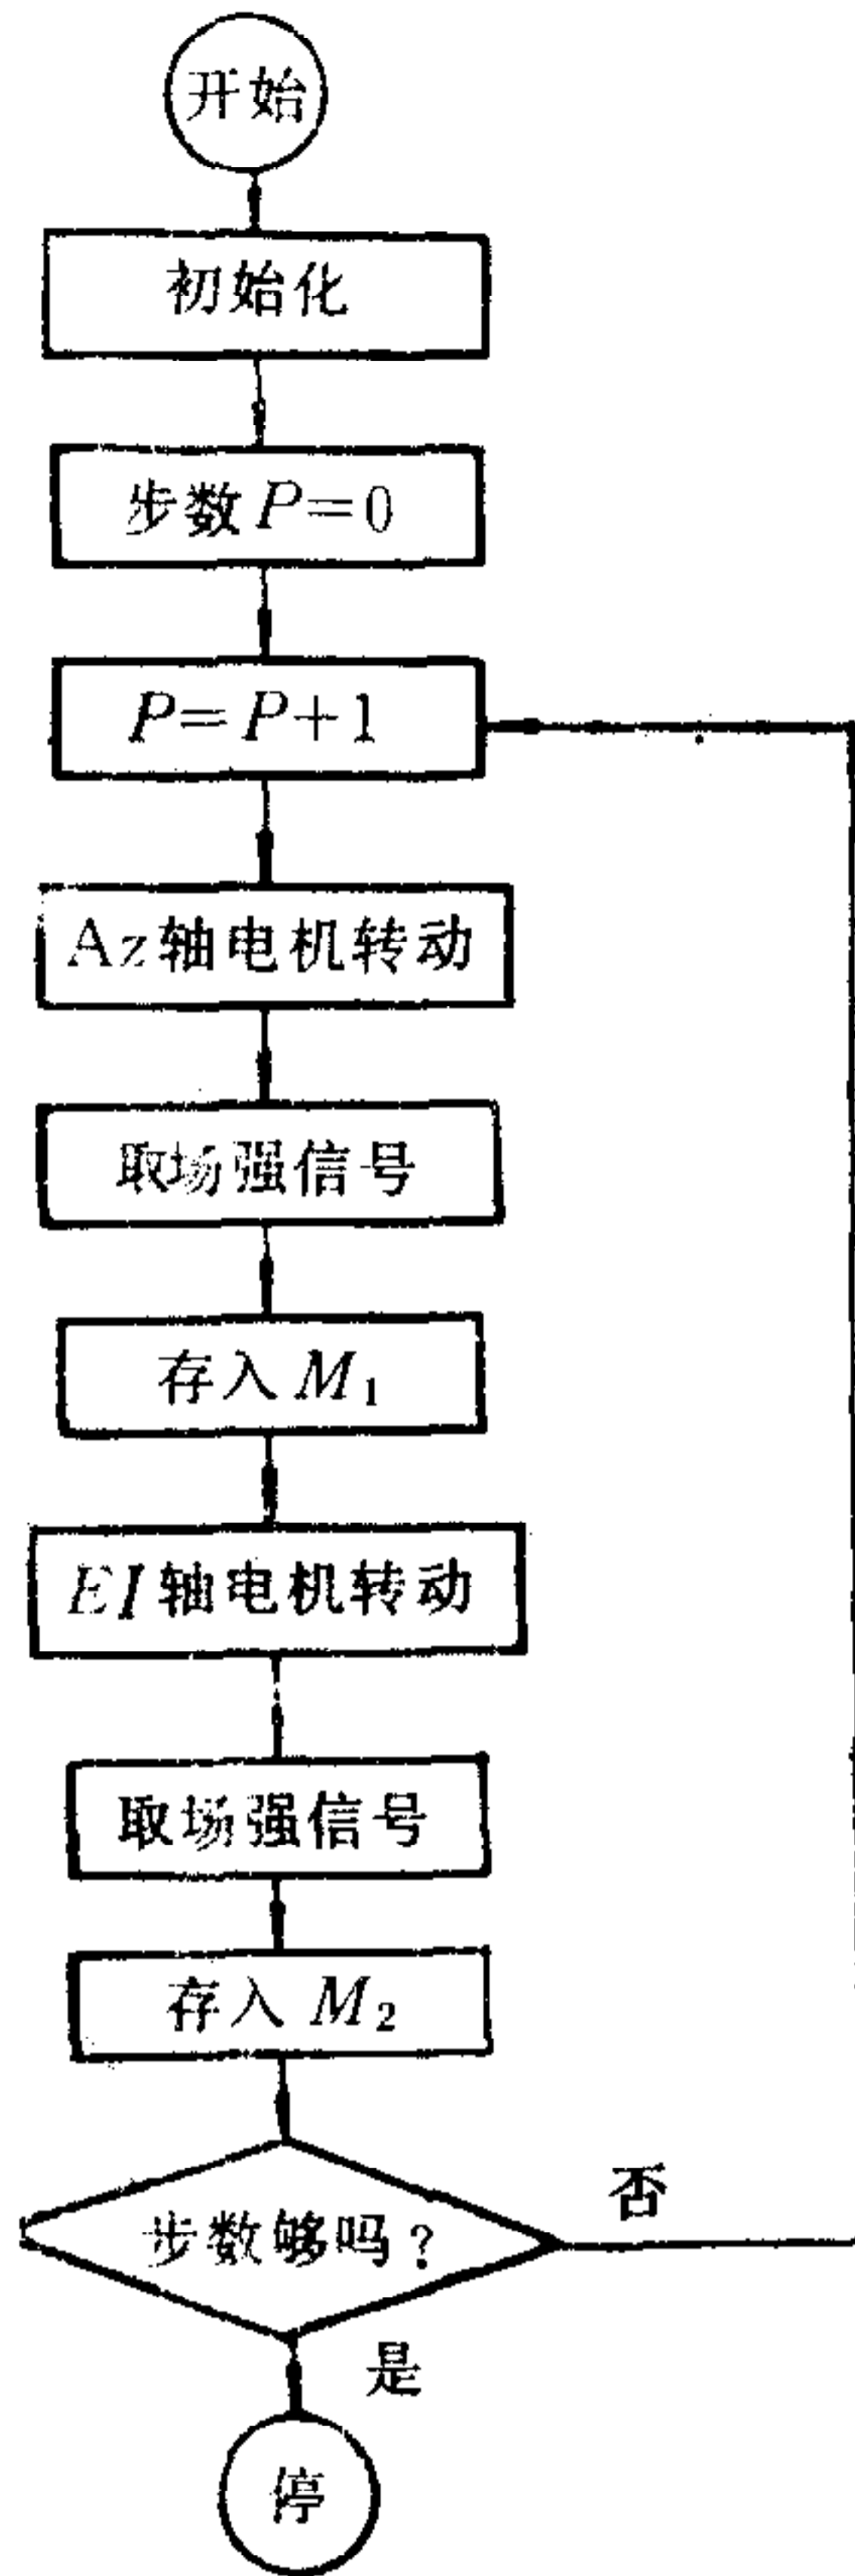 开始
初始化
步数 P=0
P=P+1
Az 轴电机转动
取场强信号
存入 M₁
EI 轴电机转动
取场强信号
存入 M₂
步数够吗?
否
是
停